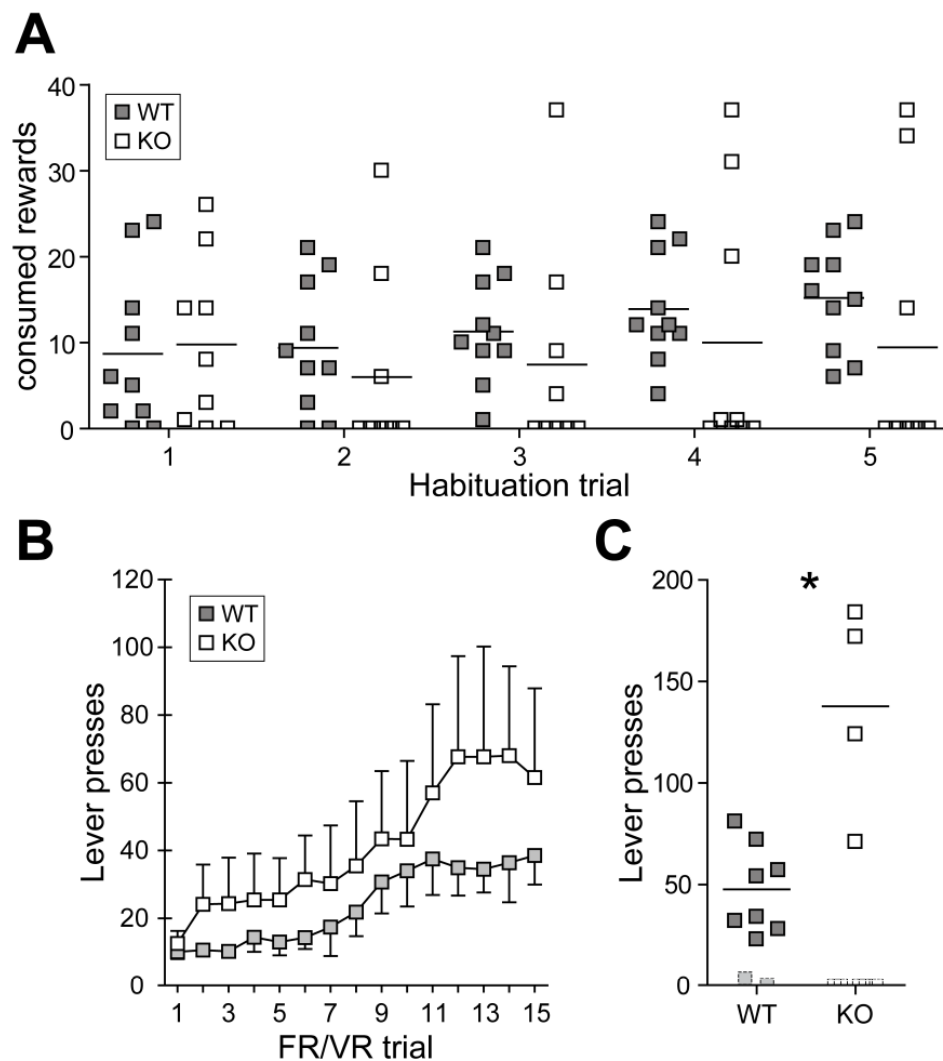 A
40
30
20
10
0
consumed rewards
WT
KO
1 2 3 4 5
Habituation trial
B
120
100
80
60
40
20
0
Lever presses
WT
KO
1 3 5 7 9 11 13 15
FR/VR trial
C
200
150
100
50
0
Lever presses
*
WT KO